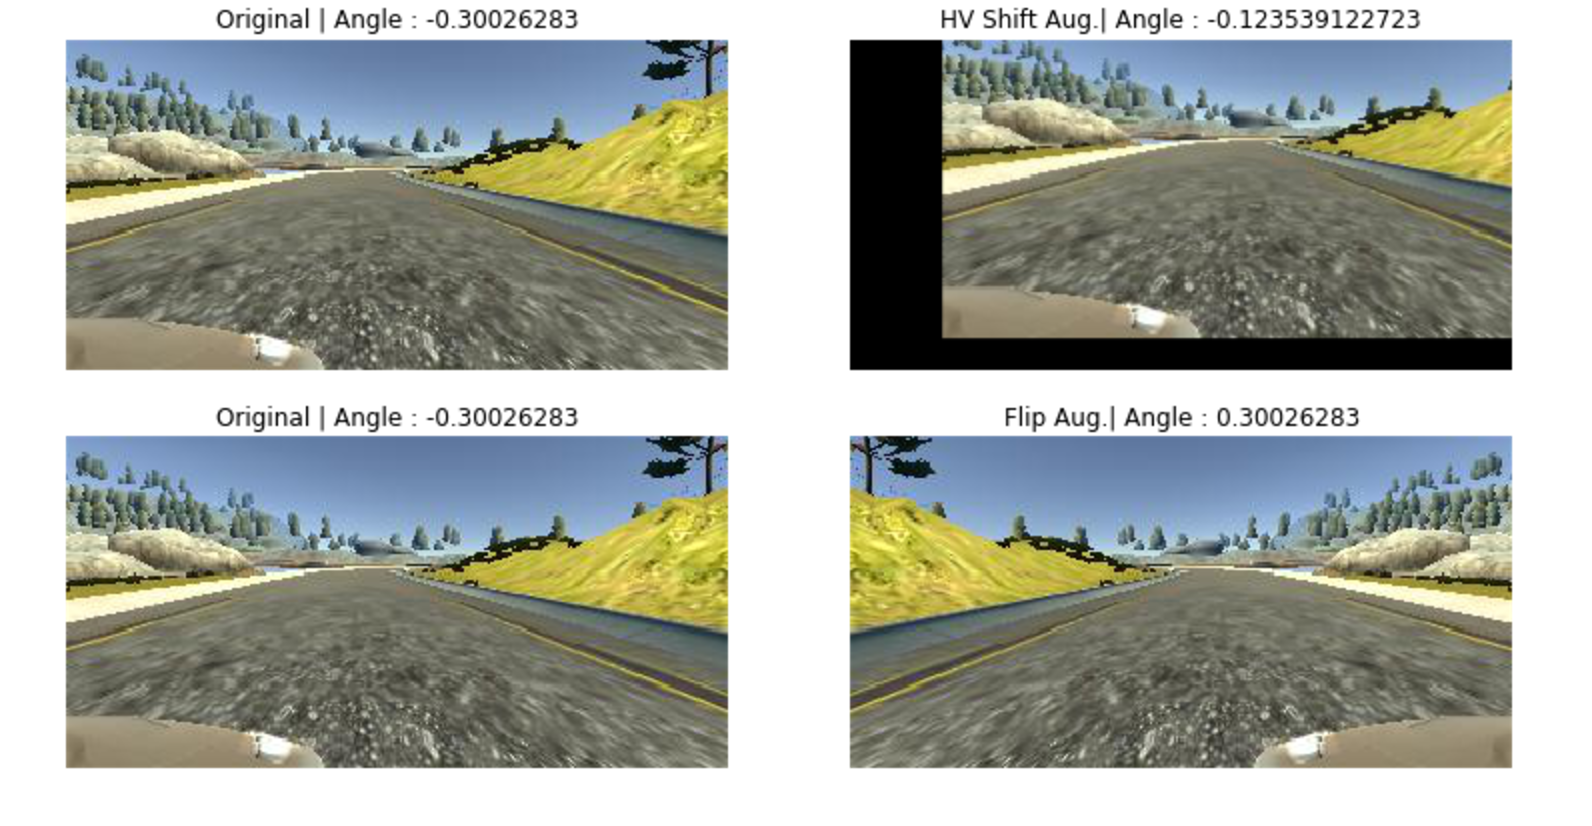 Original | Angle : -0.30026283
HV Shift Aug.| Angle : -0.123539122723
Original | Angle : -0.30026283
Flip Aug.| Angle : 0.30026283